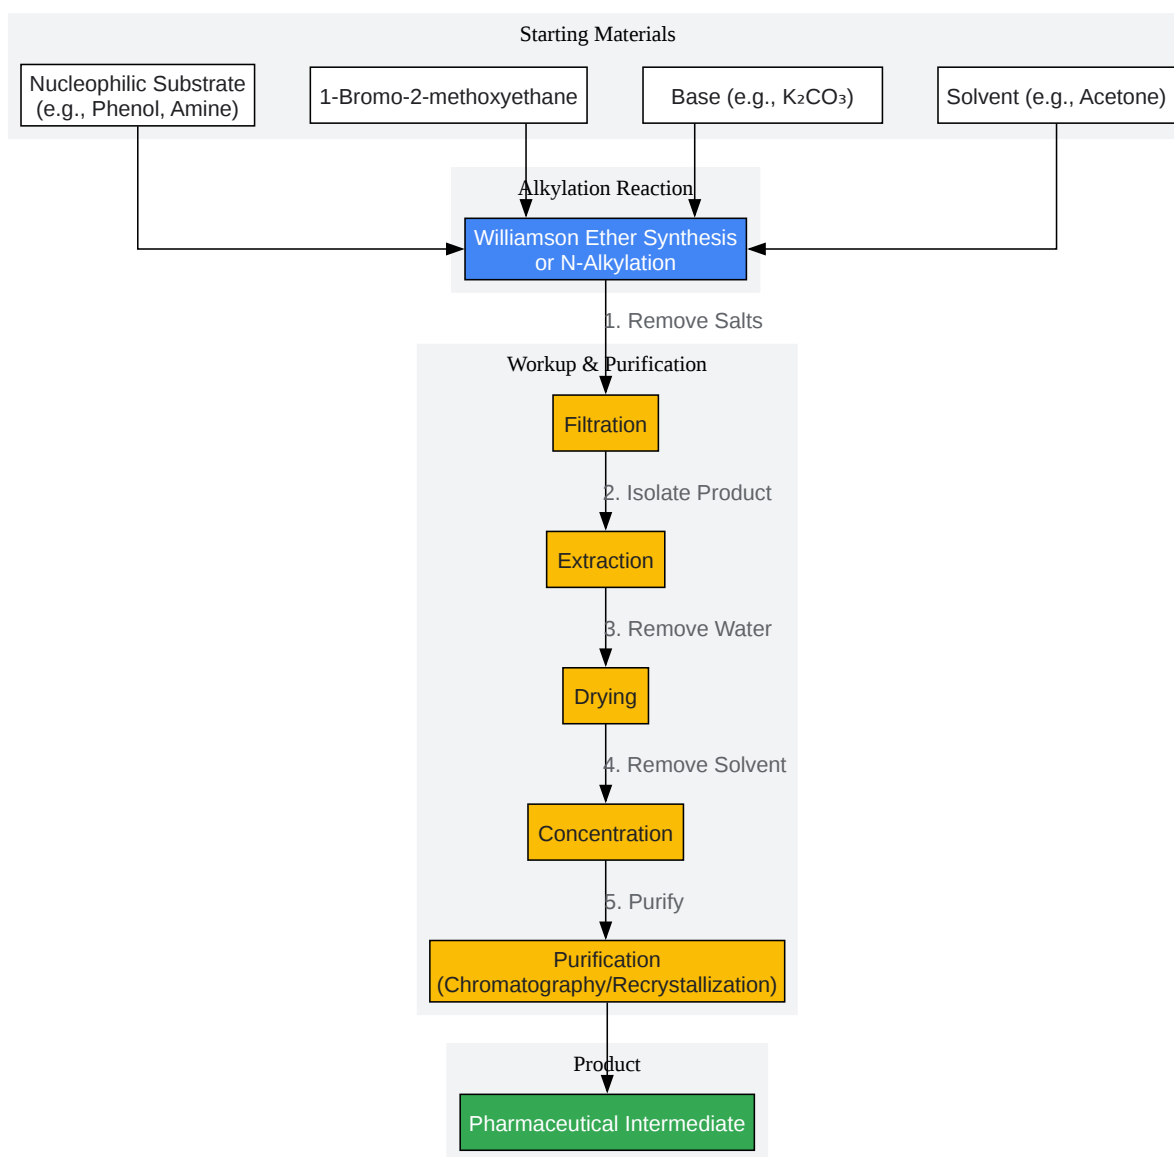 Starting Materials
Nucleophilic Substrate
(e.g., Phenol, Amine)
1-Bromo-2-methoxyethane
Base (e.g., K₂CO₃)
Solvent (e.g., Acetone)
Alkylation Reaction
Williamson Ether Synthesis
or N-Alkylation
1. Remove Salts
Workup & Purification
Filtration
2. Isolate Product
Extraction
3. Remove Water
Drying
4. Remove Solvent
Concentration
5. Purify
Purification
(Chromatography/Recrystallization)
Product
Pharmaceutical Intermediate